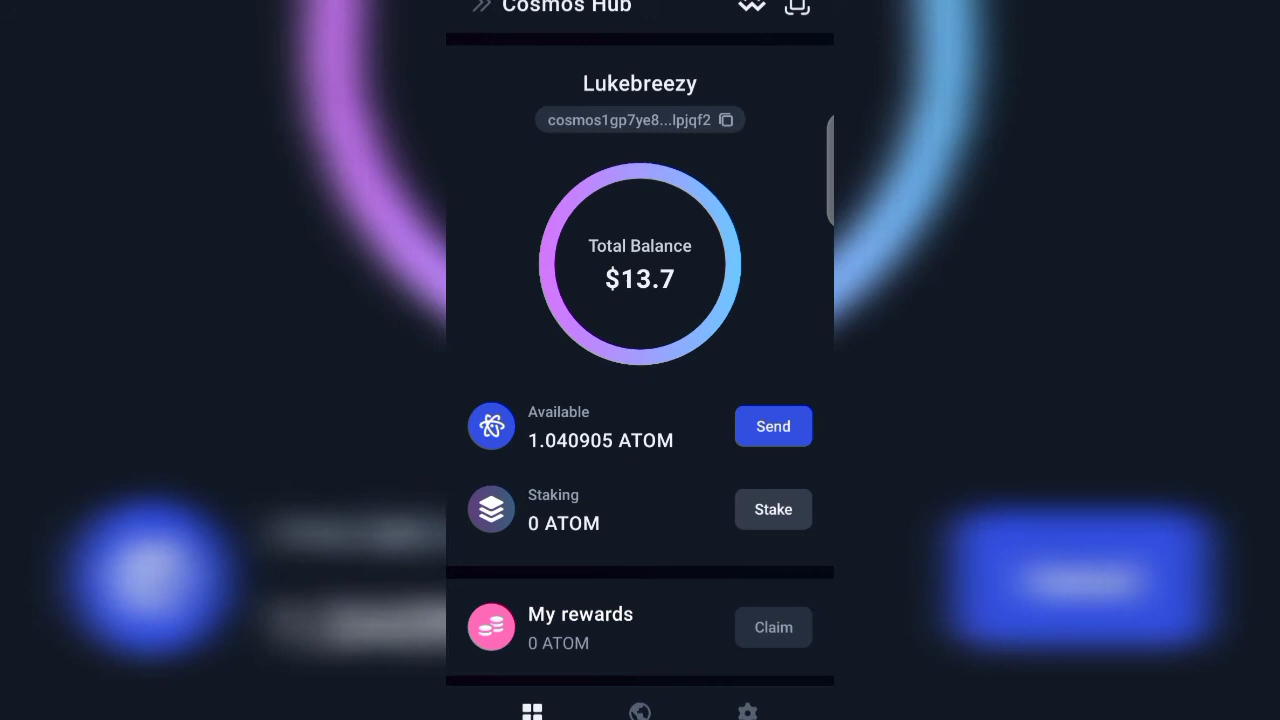 Cosmos Hub
Lukebreezy
cosmos1gp7ye8...lpjqf2
Total Balance
$13.7
Available
1.040905 ATOM
Send
Staking
0 ATOM
Stake
My rewards
0 ATOM
Claim